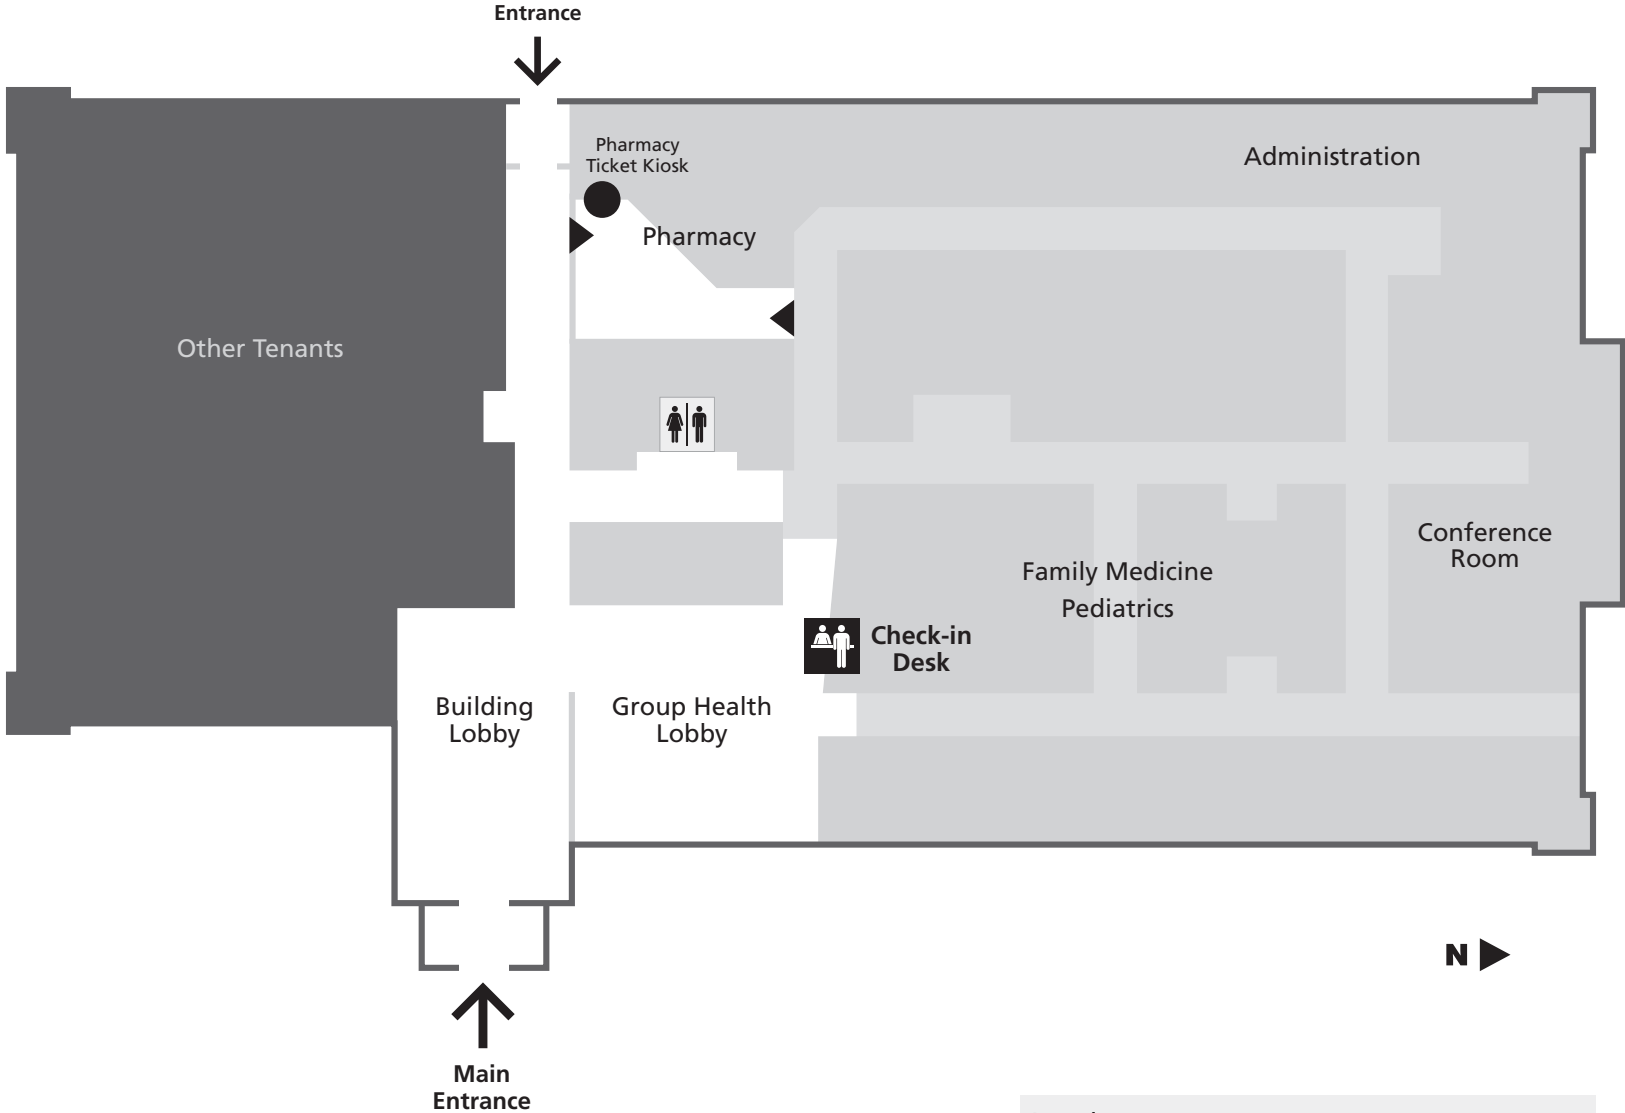 Entrance
Pharmacy
Ticket Kiosk
Administration
Pharmacy
Other Tenants
Conference
Room
Family Medicine
Pediatrics
Check-in
Desk
Building
Lobby
Group Health
Lobby
N
Main
Entrance